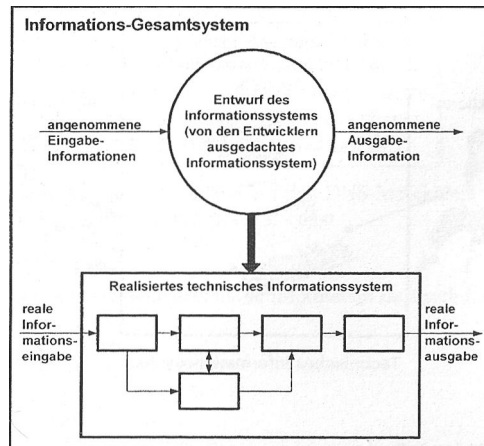 Informations-Gesamtsystem
Entwurf des
Informationssystems
(von den Entwicklern
ausgedachtes
Informationssystem)
angenommene
Eingabe-
Informationen
angenommene
Ausgabe-
Information
Realisiertes technisches Informationssystem
reale
Infor-
mations-
eingabe
reale
Infor-
mations-
ausgabe